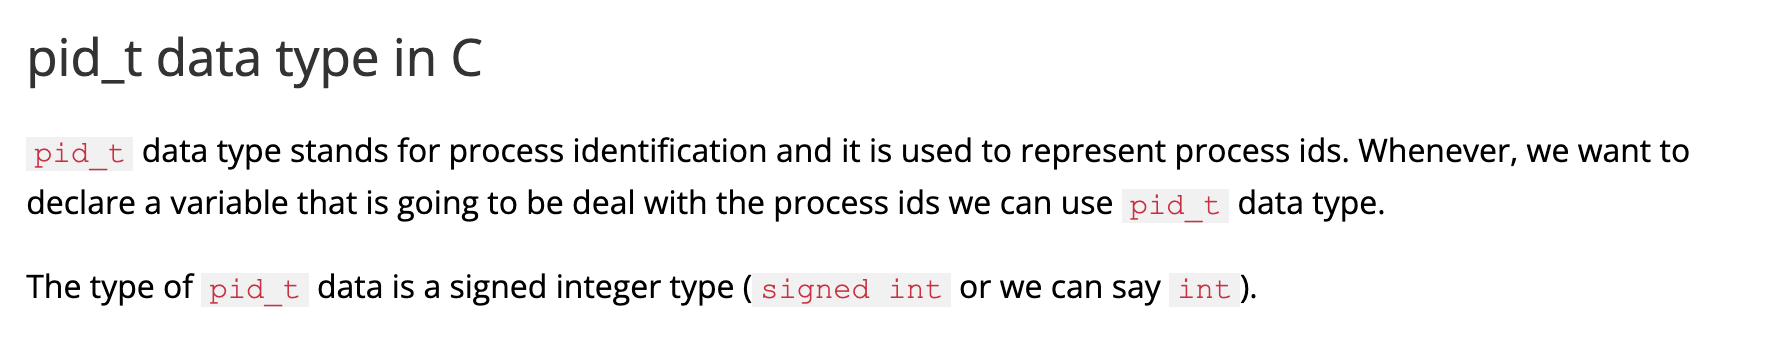 pid_t data type in C
pid_t data type stands for process identification and it is used to represent process ids. Whenever, we want to
declare a variable that is going to be deal with the process ids we can use pid_t data type.
The type of pid_t data is a signed integer type (signed int or we can say int).